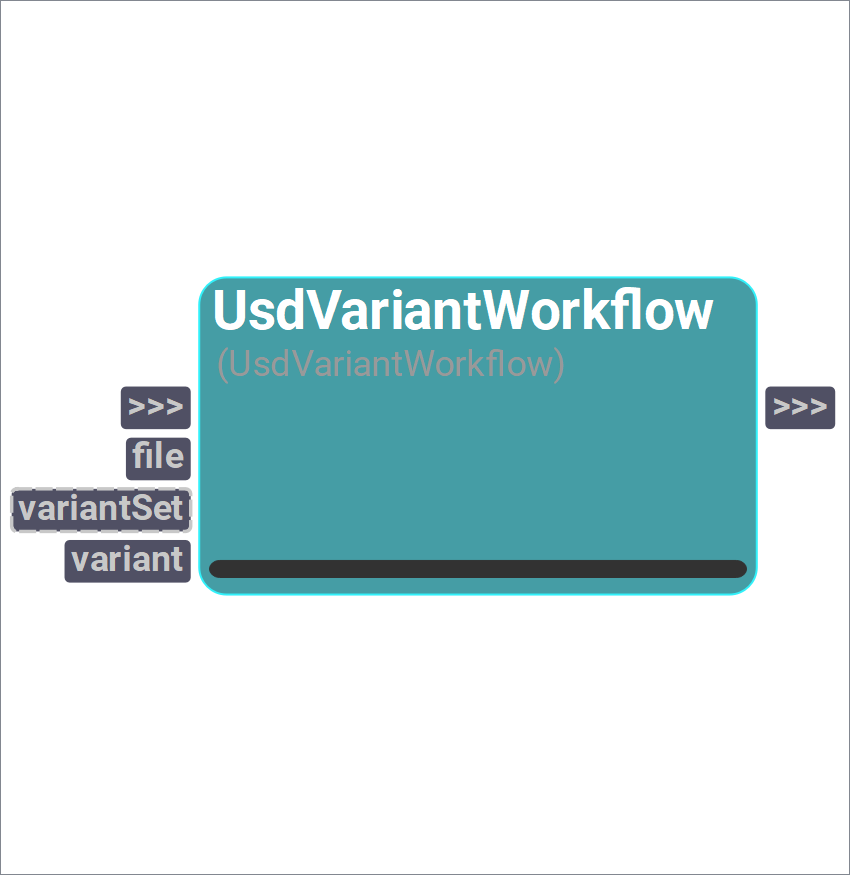 UsdVariantWorkflow
(UsdVariantWorkflow)
>>> >>>
file
variantSet
variant